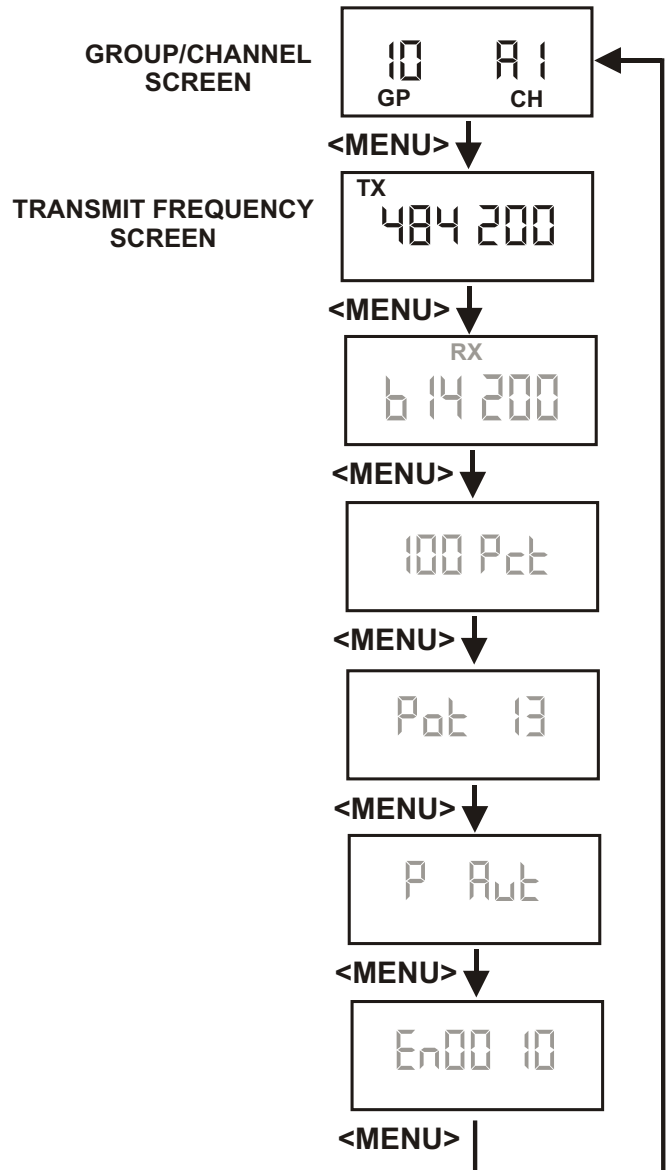 GROUP/CHANNEL
SCREEN
10 A1
GP CH
<MENU>
TRANSMIT FREQUENCY
SCREEN
TX
484 200
<MENU>
RX
b14 200
<MENU>
100 Pct
<MENU>
Pot 13
<MENU>
P Aut
<MENU>
En00 10
<MENU>